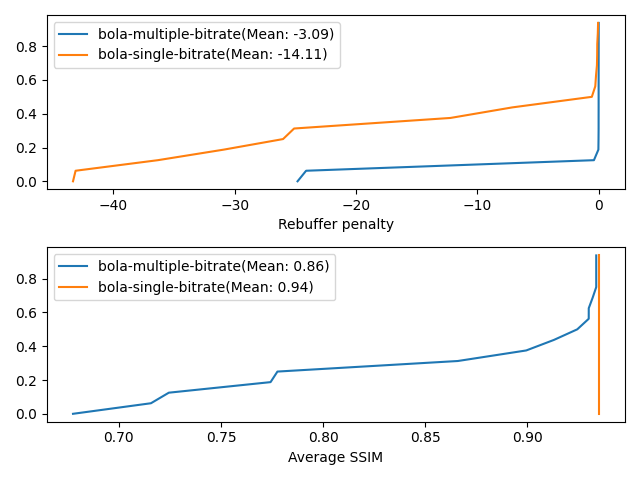 bola-multiple-bitrate(Mean: -3.09)
bola-single-bitrate(Mean: -14.11)
0.8
0.6
0.4
0.2
0.0
−40 −30 −20 −10 0
Rebuffer penalty
bola-multiple-bitrate(Mean: 0.86)
bola-single-bitrate(Mean: 0.94)
0.8
0.6
0.4
0.2
0.0
0.70 0.75 0.80 0.85 0.90
Average SSIM